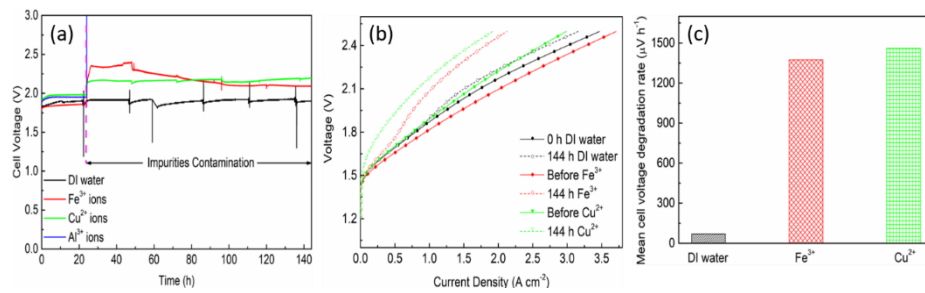 (a)
Cell Voltage (V)
3.0
2.5
2.0
1.5
1.0
0.5
0.0
Impurities Contamination
DI water
Fe³⁺ ions
Cu²⁺ ions
Al³⁺ ions
0 20 40 60 80 100 120 140
Time (h)
(b)
Voltage (V)
2.4
2.1
1.8
1.5
1.2
0 h DI water
144 h DI water
Before Fe³⁺
144 h Fe³⁺
Before Cu²⁺
144 h Cu²⁺
0.0 0.5 1.0 1.5 2.0 2.5 3.0 3.5
Current Density (A cm⁻²)
(c)
Mean cell voltage degradation rate (μV h⁻¹)
1500
1200
900
600
300
0
DI water Fe³⁺ Cu²⁺